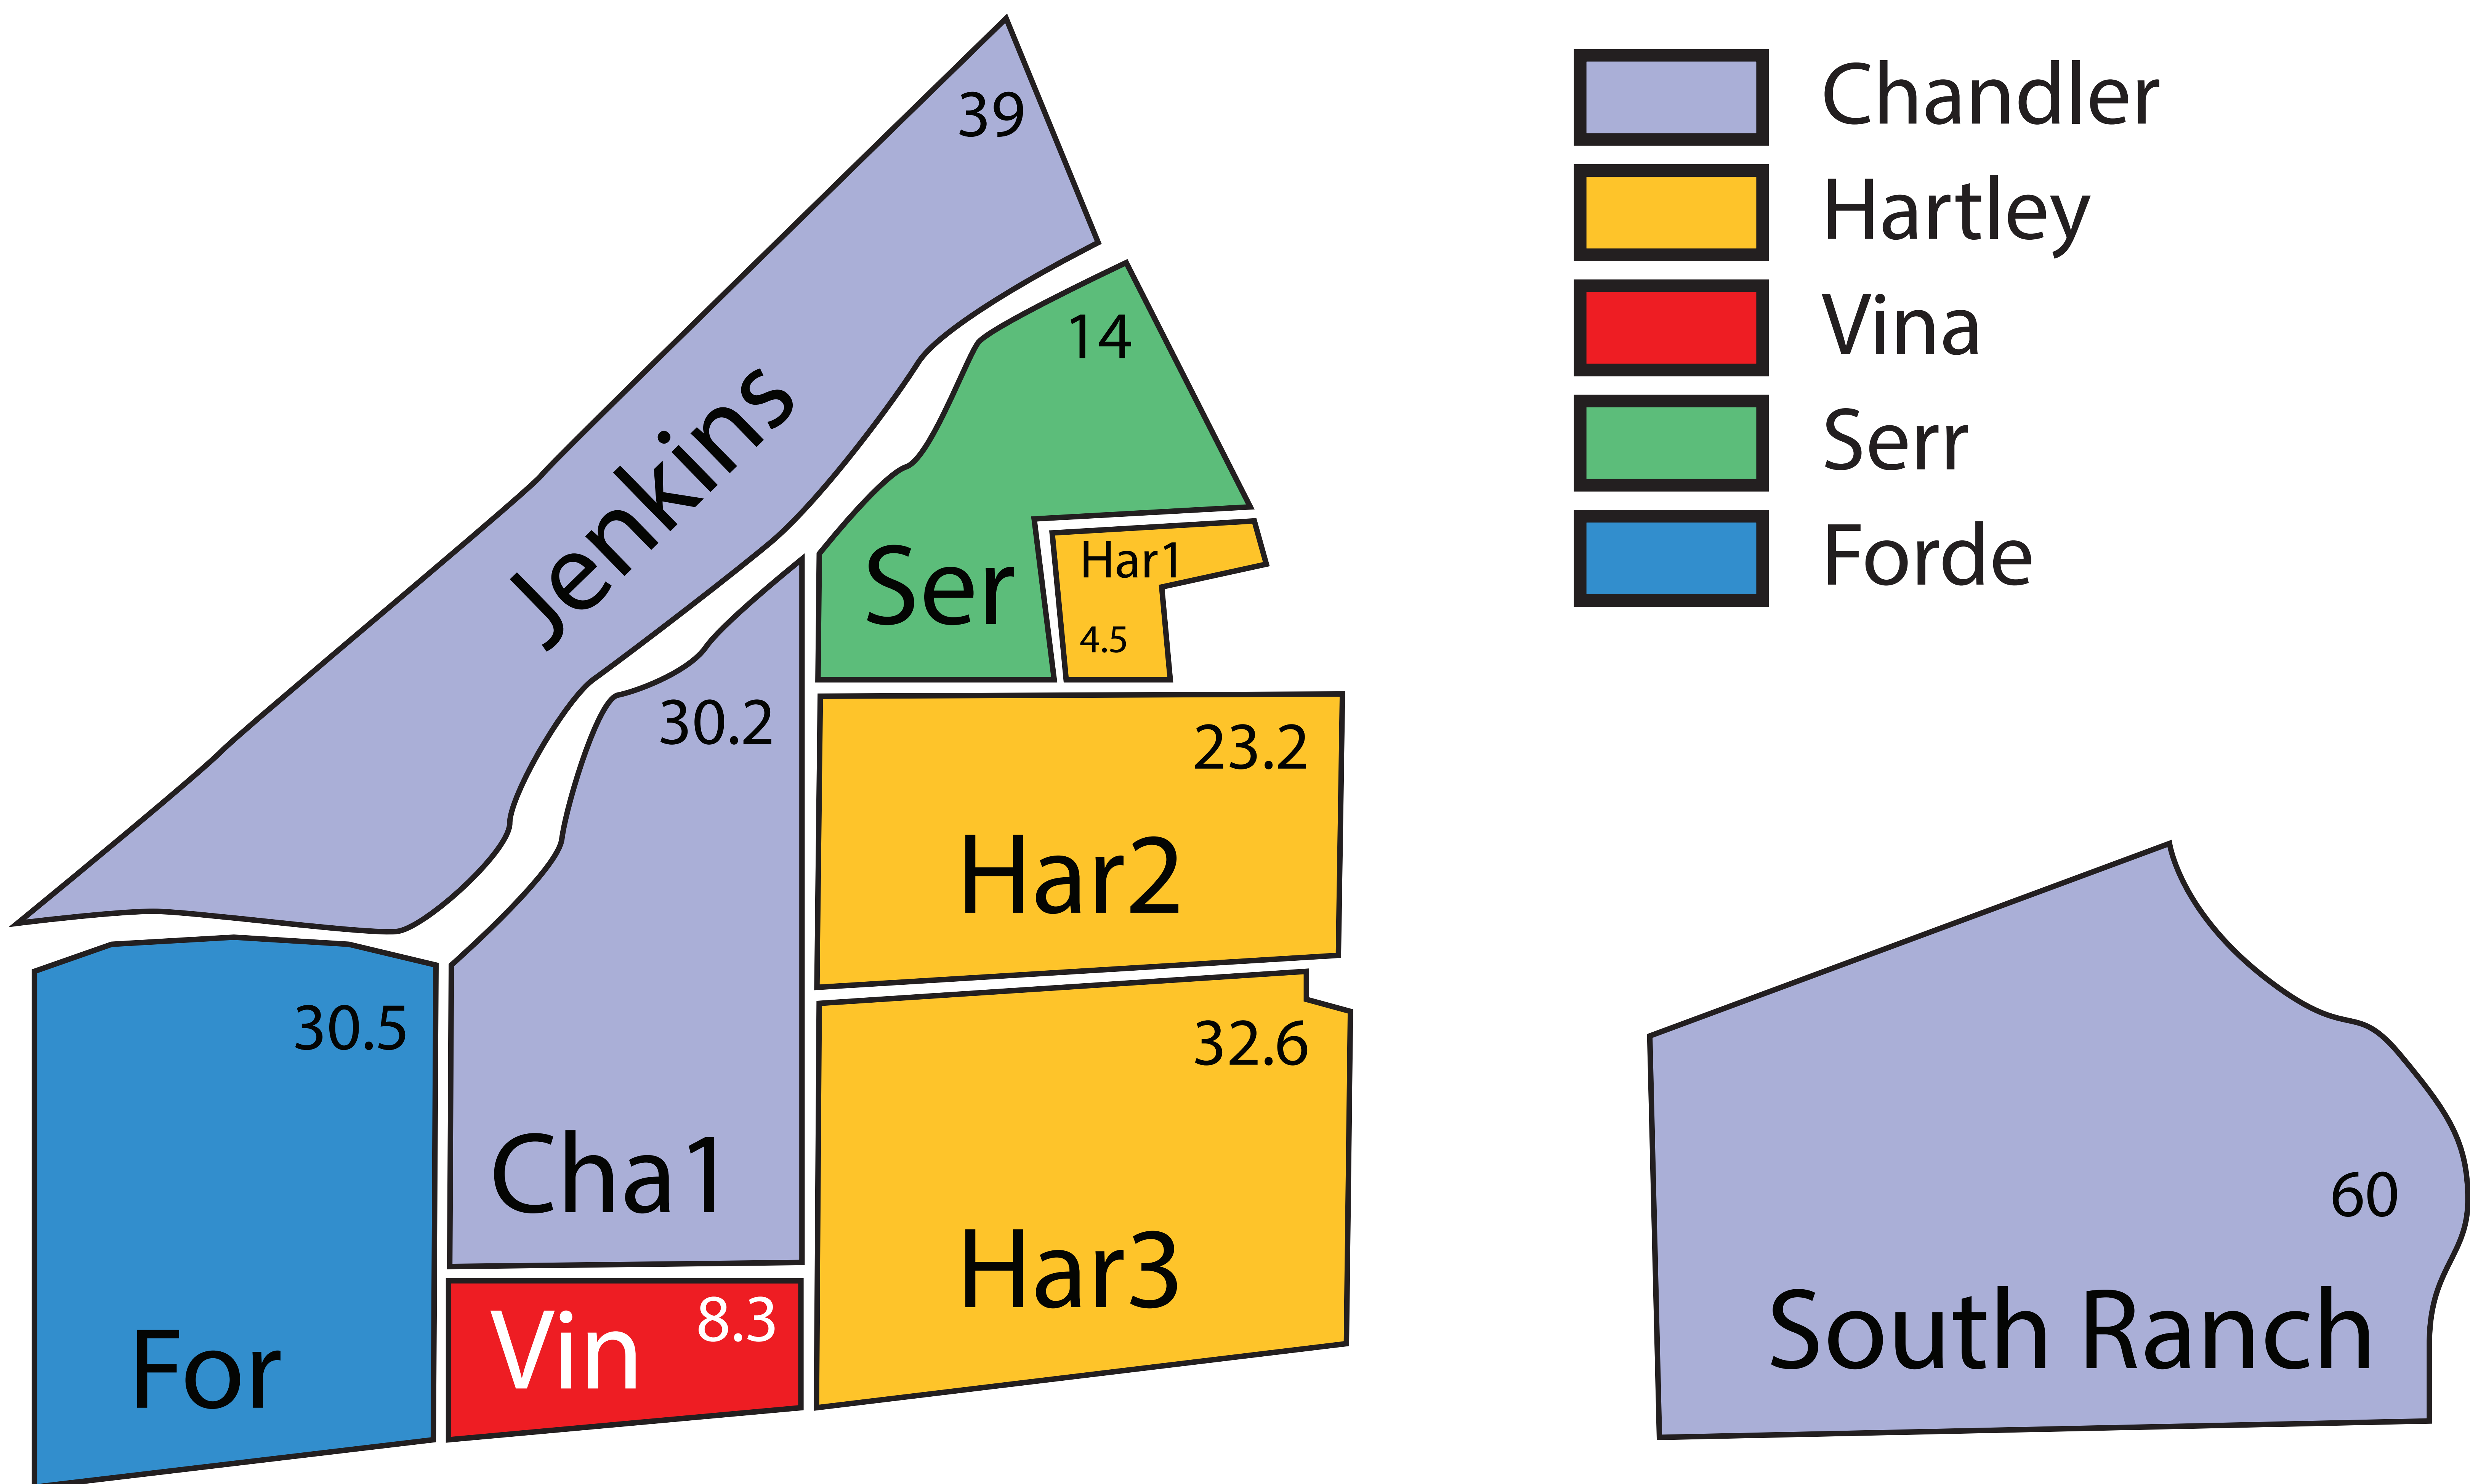 39
Jenkins
14
Ser
Har1
4.5
30.2
Cha1
23.2
Har2
32.6
Har3
30.5
For
Vin
8.3
Chandler
Hartley
Vina
Serr
Forde
60
South Ranch